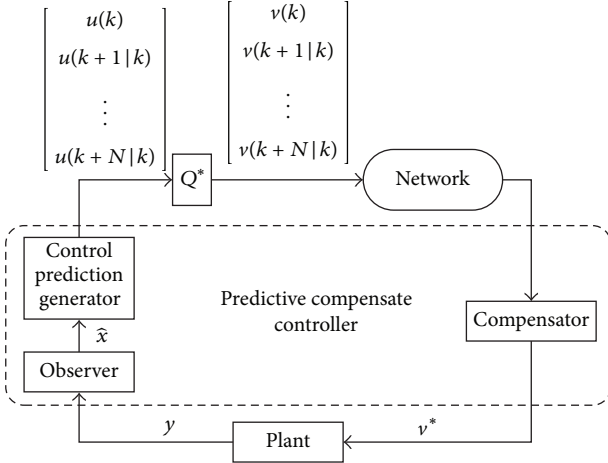 u(k)
u(k + 1 | k)
⋮
u(k + N | k)
v(k)
v(k + 1 | k)
⋮
v(k + N | k)
Q*
Network
Control
prediction
generator
Predictive compensate
controller
Compensator
x̂
Observer
y
Plant
v*